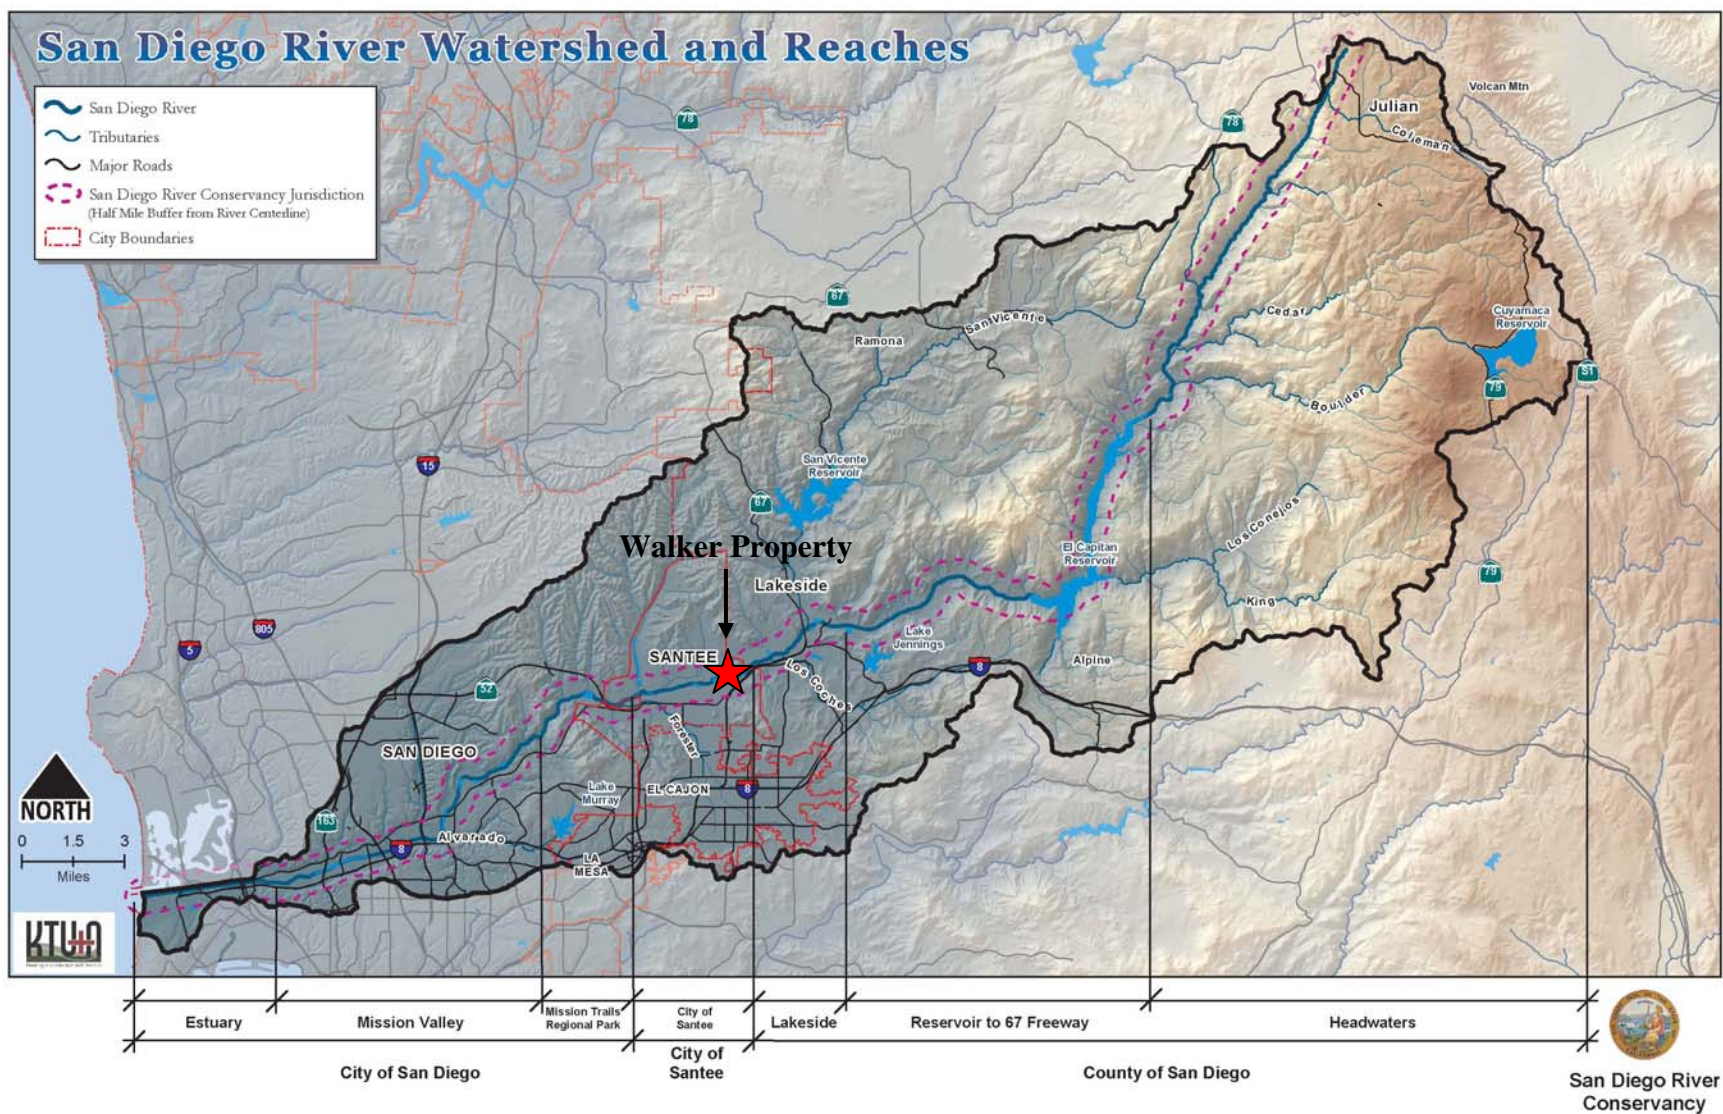 San Diego River Watershed and Reaches
San Diego River
Tributaries
Major Roads
San Diego River Conservancy Jurisdiction
(Half Mile Buffer from River Centerline)
City Boundaries
78
78
Volcan Mtn
Julian
Coleman
67
San Vicente
Ramona
Cedar
Cuyamaca
Reservoir
S1
79
Boulder
15
San Vicente
Reservoir
67
Los Conejos
Walker Property
El Capitan
Reservoir
79
Lakeside
King
805
5
Lake
Jennings
SANTEE
8
Alpine
Los Coches
52
Forrester
SAN DIEGO
Lake
Murray
EL CAJON
8
NORTH
163
Alvarado
8
0 1.5 3
Miles
LA
MESA
KTU+A
Estuary
Mission Valley
Mission Trails
Regional Park
City of
Santee
Lakeside
Reservoir to 67 Freeway
Headwaters
City of San Diego
City of
Santee
County of San Diego
San Diego River
Conservancy